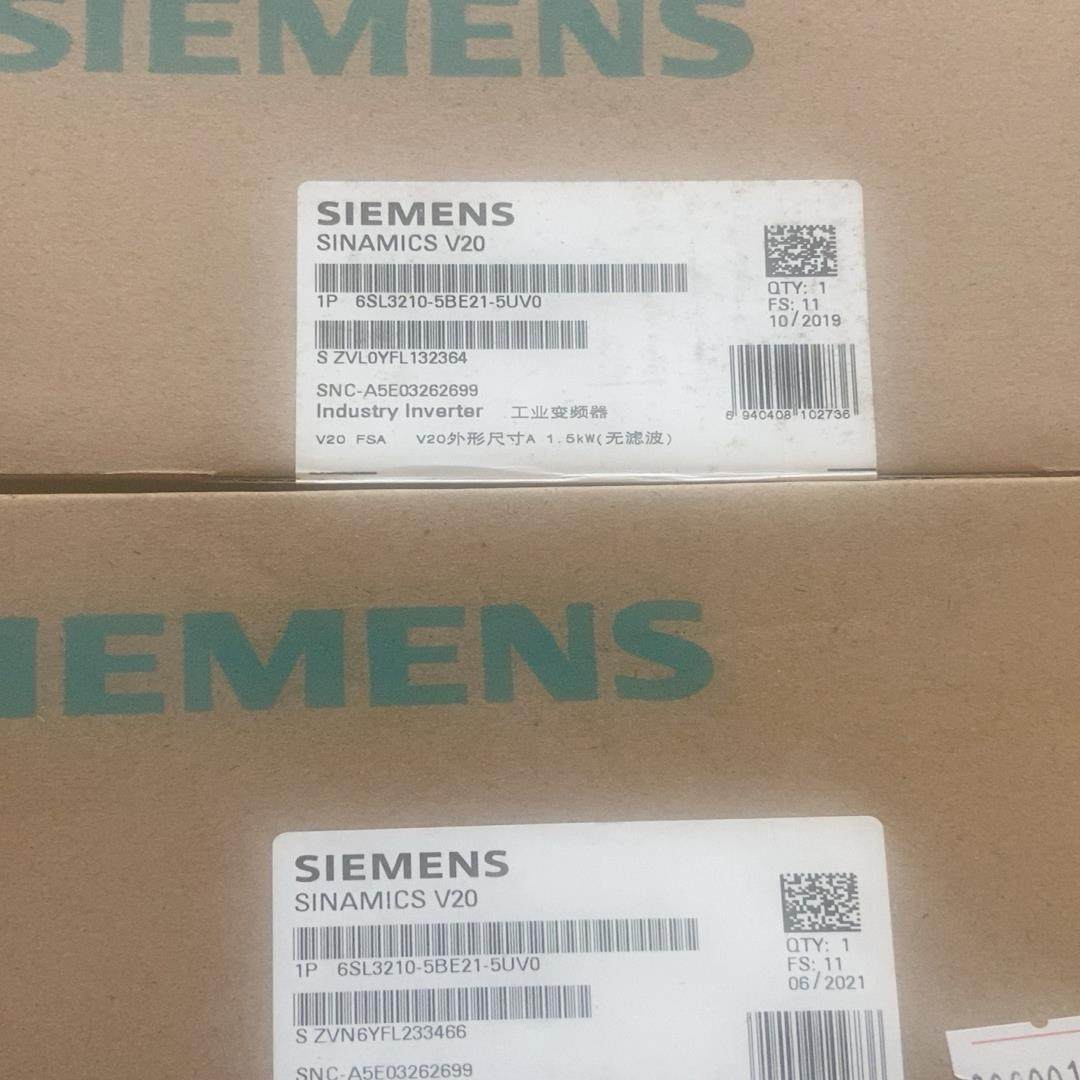 SIEMENS
SIEMENS
SINAMICS V20
1P 6SL3210-5BE21-5UV0
S ZVL0YFL132364
SNC-A5E03262699
Industry Inverter 工业变频器
V20 FSA V20外形尺寸A 1.5kW(无滤波)
QTY: 1
FS: 11
10/2019
6 940408 102736
SIEMENS
SIEMENS
SINAMICS V20
1P 6SL3210-5BE21-5UV0
S ZVN6YFL233466
SNC-A5E03262699
QTY: 1
FS: 11
06/2021